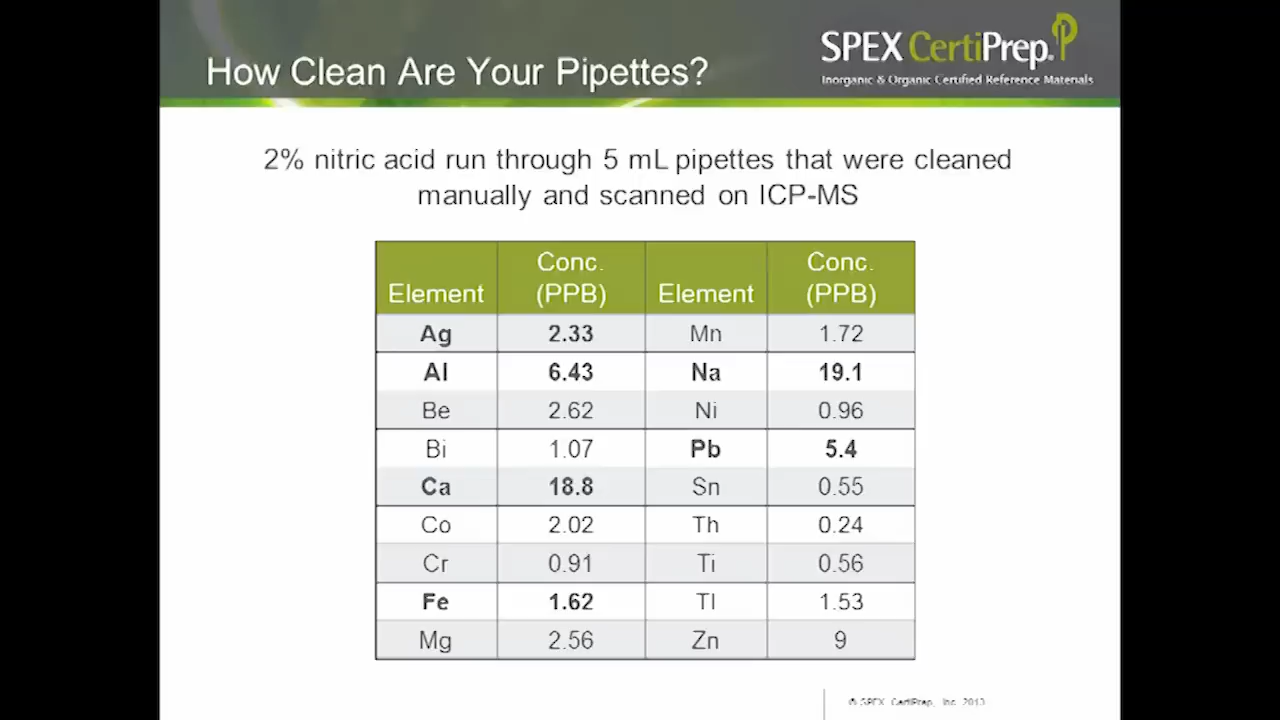 How Clean Are Your Pipettes?
SPEX CertiPrep.
Inorganic & Organic Certified Reference Materials
2% nitric acid run through 5 mL pipettes that were cleaned
manually and scanned on ICP-MS
Element Conc. (PPB) Element Conc. (PPB)
Ag 2.33 Mn 1.72
Al 6.43 Na 19.1
Be 2.62 Ni 0.96
Bi 1.07 Pb 5.4
Ca 18.8 Sn 0.55
Co 2.02 Th 0.24
Cr 0.91 Ti 0.56
Fe 1.62 Tl 1.53
Mg 2.56 Zn 9
© SPEX CertiPrep, Inc. 2013